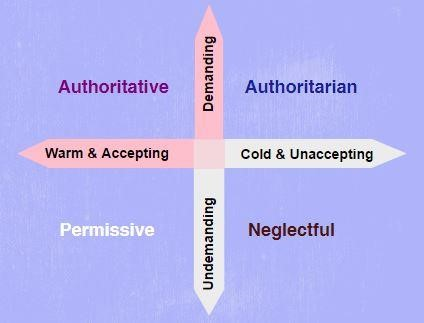 Demanding
Authoritative
Authoritarian
Warm & Accepting
Cold & Unaccepting
Permissive
Neglectful
Undemanding